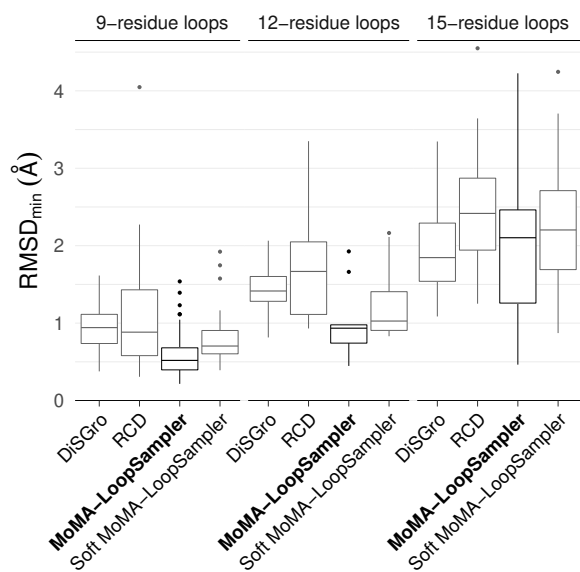 9−residue loops
12−residue loops
15−residue loops
RMSDmin (Å)
4
3
2
1
0
DiSGro
RCD
MoMA−LoopSampler
Soft MoMA−LoopSampler
DiSGro
RCD
MoMA−LoopSampler
Soft MoMA−LoopSampler
DiSGro
RCD
MoMA−LoopSampler
Soft MoMA−LoopSampler